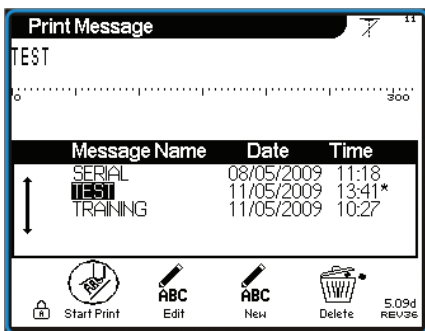 Print Message 11
TEST
0 300
Message Name Date Time
SERIAL 08/05/2009 11:18
TEST 11/05/2009 13:41*
TRAINING 11/05/2009 10:27
ABC ABC ABC
Start Print Edit New Delete 5.09d
REV36